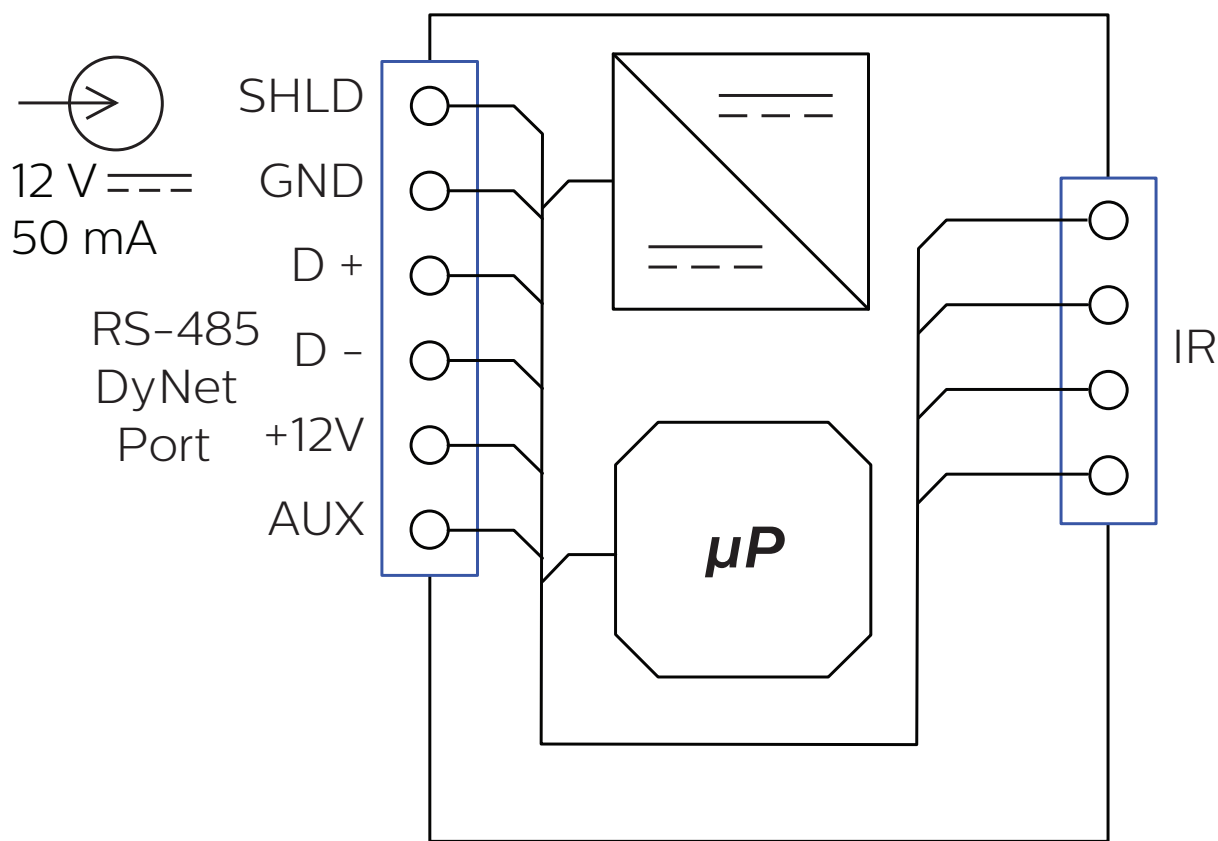 12 V
50 mA
RS-485
DyNet
Port
SHLD
GND
D +
D -
+12V
AUX
µP
IR